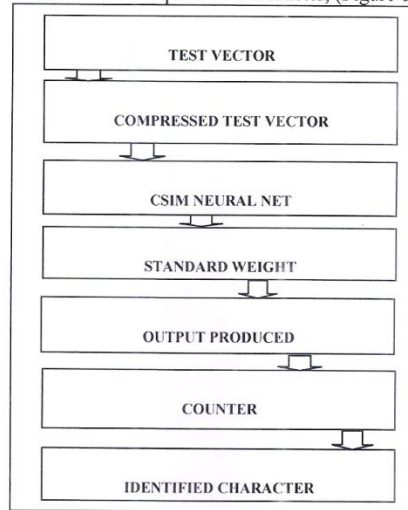 TEST VECTOR
COMPRESSED TEST VECTOR
CSIM NEURAL NET
STANDARD WEIGHT
OUTPUT PRODUCED
COUNTER
IDENTIFIED CHARACTER